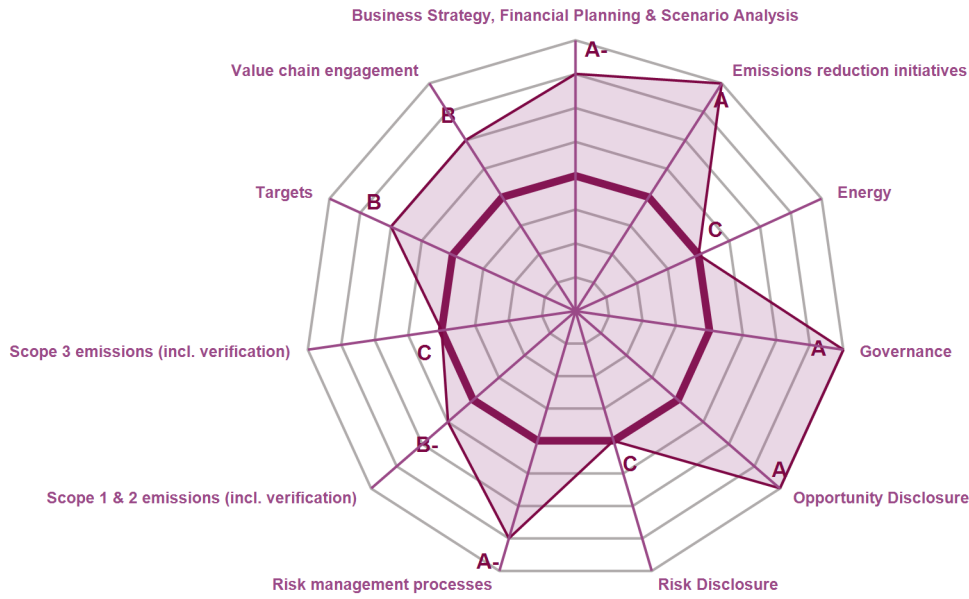 Business Strategy, Financial Planning & Scenario Analysis
A-
Value chain engagement
Emissions reduction initiatives
A
B
Targets
B
Energy
C
Scope 3 emissions (incl. verification)
C
A
Governance
B-
C
A
Scope 1 & 2 emissions (incl. verification)
Opportunity Disclosure
A-
Risk management processes
Risk Disclosure